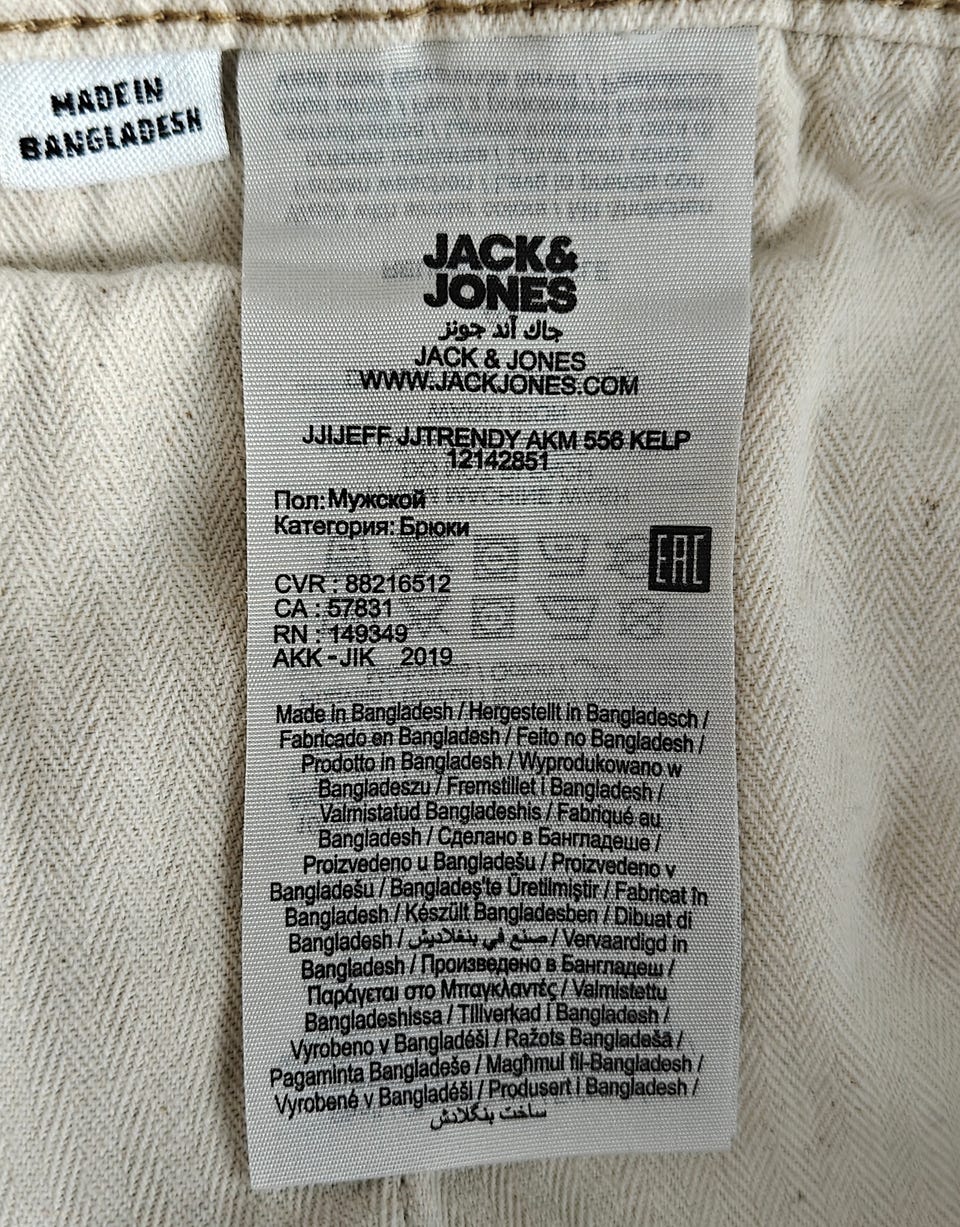 MADE IN
BANGLADESH
JACK&
JONES
جاك آند جونز
JACK & JONES
WWW.JACKJONES.COM
JJIJEFF JJTRENDY AKM 556 KELP
12142851
Пол: Мужской
Категория: Брюки
EAC
CVR : 88216512
CA : 57831
RN : 149349
AKK - JIK 2019
Made in Bangladesh / Hergestellt in Bangladesch /
Fabricado en Bangladesh / Feito no Bangladesh /
Prodotto in Bangladesh / Wyprodukowano w
Bangladeszu / Fremstillet i Bangladesh /
Valmistatud Bangladeshis / Fabriqué au
Bangladesh / Сделано в Бангладеше /
Proizvedeno u Bangladešu / Proizvedeno v
Bangladešu / Bangladeş'te Üretilmiştir / Fabricat în
Bangladesh / Készült Bangladesben / Dibuat di
Bangladesh / صنع في بنغلاديش / Vervaardigd in
Bangladesh / Произведено в Бангладеш /
Παράγεται στο Μπαγκλαντές / Valmistettu
Bangladeshissa / Tillverkad i Bangladesh /
Vyrobeno v Bangladéši / Ražots Bangladešā /
Pagaminta Bangladeše / Magħmul fil-Bangladesh /
Vyrobené v Bangladéši / Produsert i Bangladesh /
ساخت بنگلادش